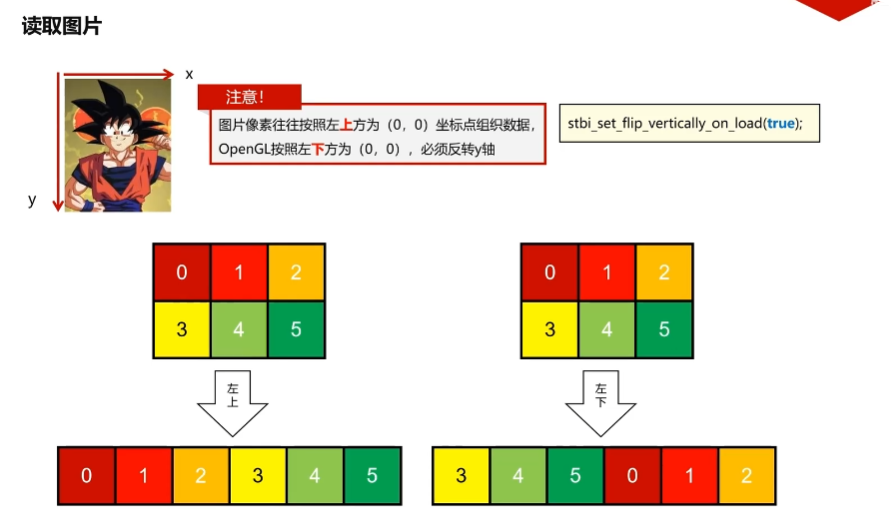 读取图片
x
y
注意！
图片像素往往按照左上方为（0，0）坐标点组织数据，
OpenGL按照左下方为（0，0），必须反转y轴
stbi_set_flip_vertically_on_load(true);
0 1 2
3 4 5
左
上
0 1 2 3 4 5
0 1 2
3 4 5
左
下
3 4 5 0 1 2